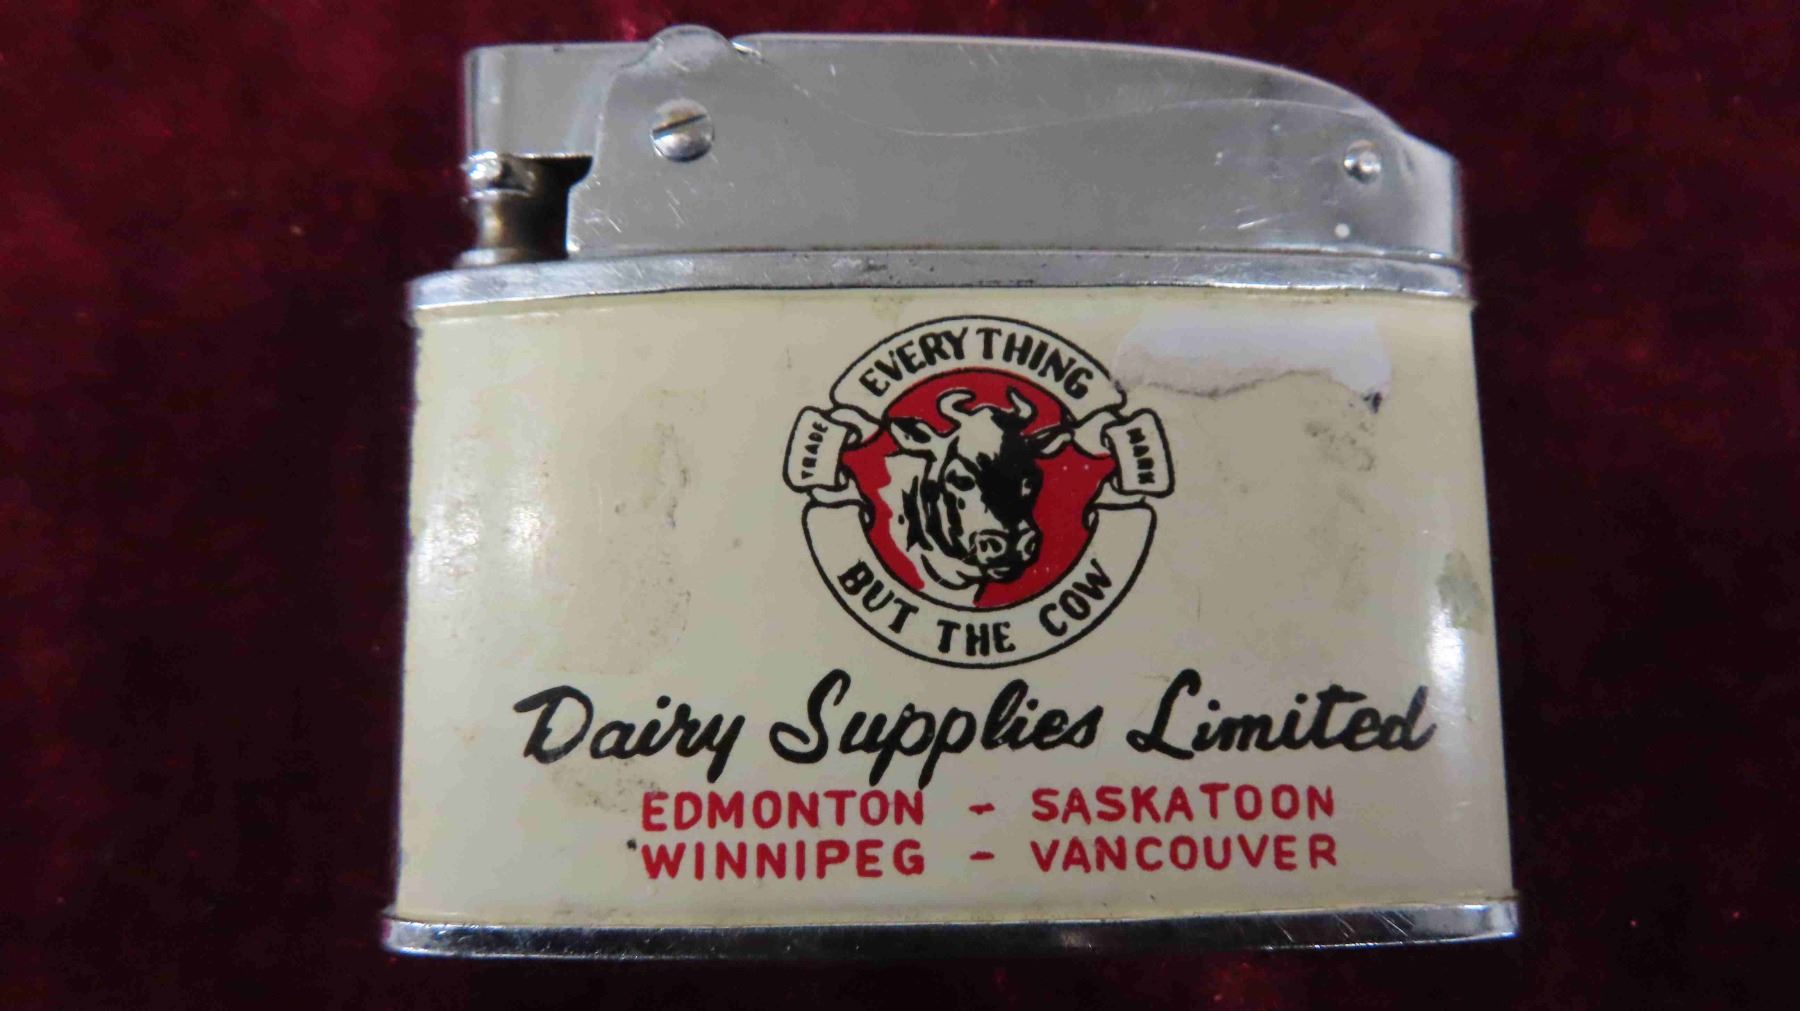 EVERYTHING
TRADE MARK
BUT THE COW
Dairy Supplies Limited
EDMONTON - SASKATOON
WINNIPEG - VANCOUVER